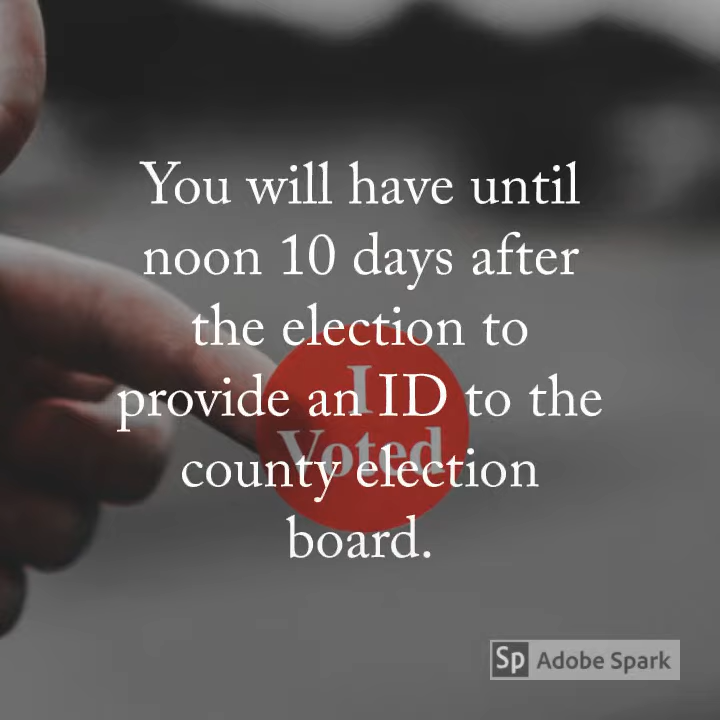 You will have until
noon 10 days after
the election to
provide an ID to the
county election
board.
I
Voted
Sp Adobe Spark